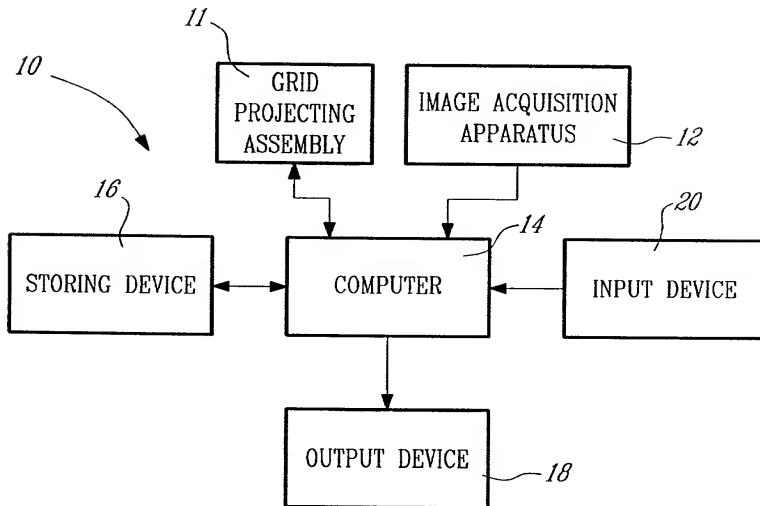 11
10
GRID
PROJECTING
ASSEMBLY
IMAGE ACQUISITION
APPARATUS
12
16
14
20
STORING DEVICE
COMPUTER
INPUT DEVICE
OUTPUT DEVICE
18